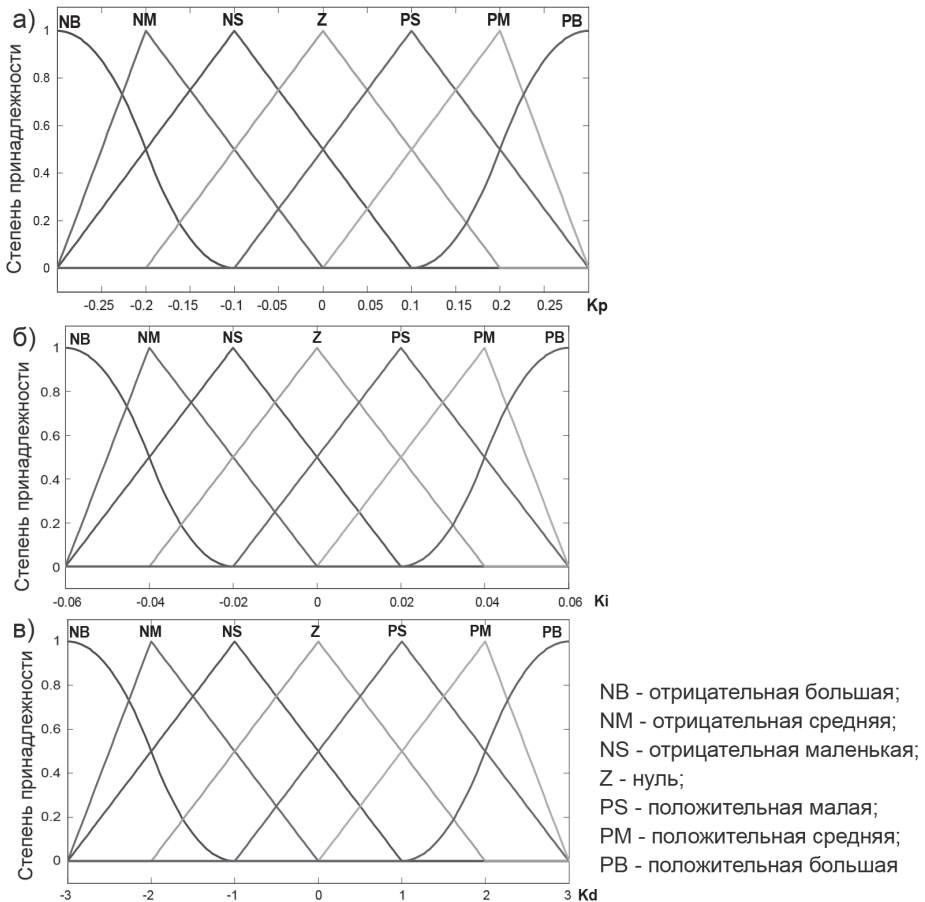 а)
NB NM NS Z PS PM PB
Степень принадлежности
1
0.8
0.6
0.4
0.2
0
-0.25 -0.2 -0.15 -0.1 -0.05 0 0.05 0.1 0.15 0.2 0.25 Kp
б)
NB NM NS Z PS PM PB
Степень принадлежности
1
0.8
0.6
0.4
0.2
0
-0.06 -0.04 -0.02 0 0.02 0.04 0.06 Ki
в)
NB NM NS Z PS PM PB
Степень принадлежности
1
0.8
0.6
0.4
0.2
0
-3 -2 -1 0 1 2 3 Kd
NB - отрицательная большая;
NM - отрицательная средняя;
NS - отрицательная маленькая;
Z - нуль;
PS - положительная малая;
PM - положительная средняя;
PB - положительная большая